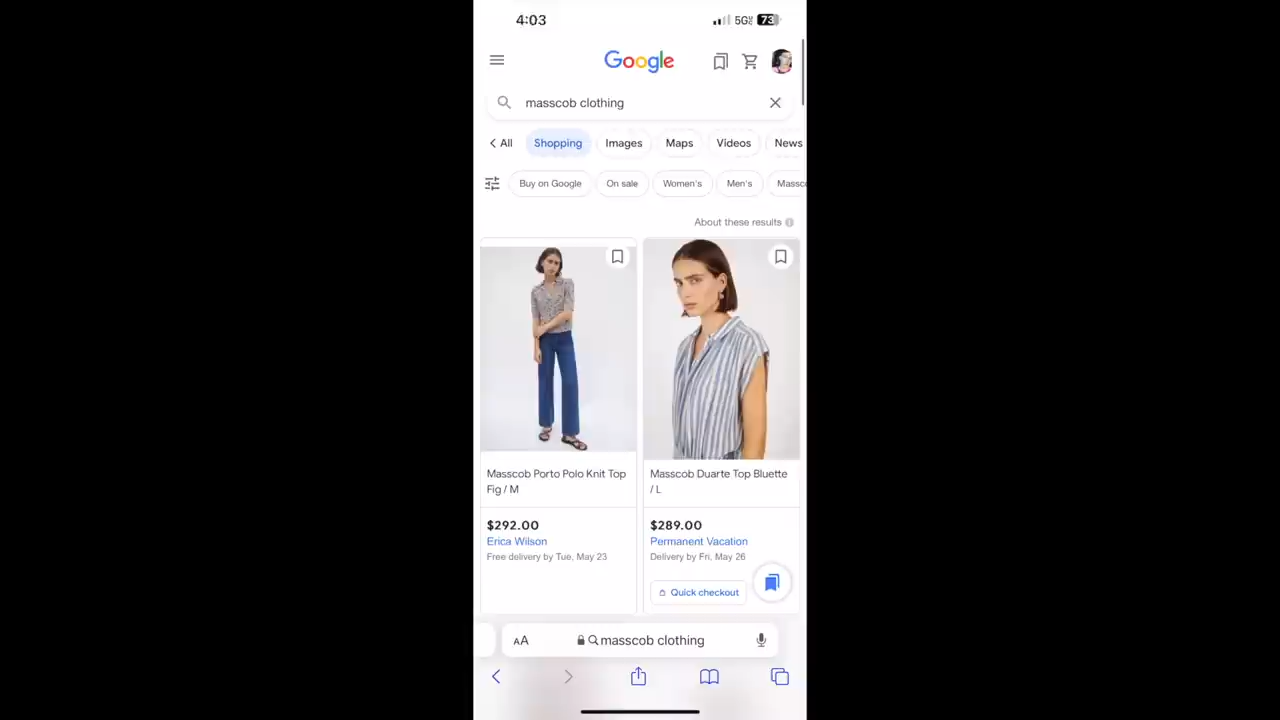 4:03
5G 73
Google
masscob clothing
All Shopping Images Maps Videos News
Buy on Google On sale Women's Men's
About these results
Masscob Porto Polo Knit Top
Fig / M
$292.00
Erica Wilson
Free delivery by Tue, May 23
Masscob Duarte Top Bluette
/ L
$289.00
Permanent Vacation
Delivery by Fri, May 26
Quick checkout
AA masscob clothing